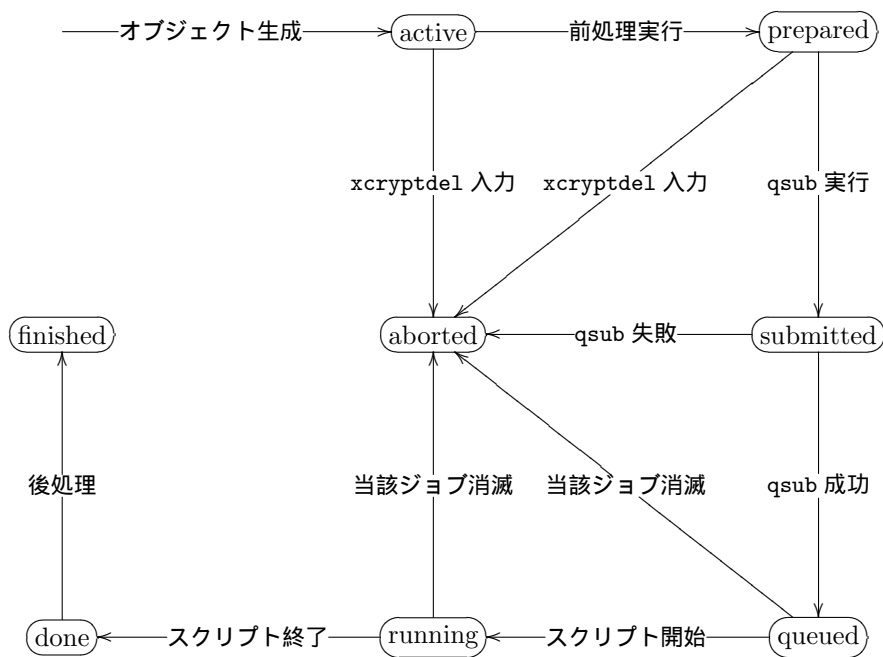 オブジェクト生成
active
前処理実行
prepared
xcryptdel 入力
xcryptdel 入力
qsub 実行
finished
aborted
qsub 失敗
submitted
後処理
当該ジョブ消滅
当該ジョブ消滅
qsub 成功
done
スクリプト終了
running
スクリプト開始
queued